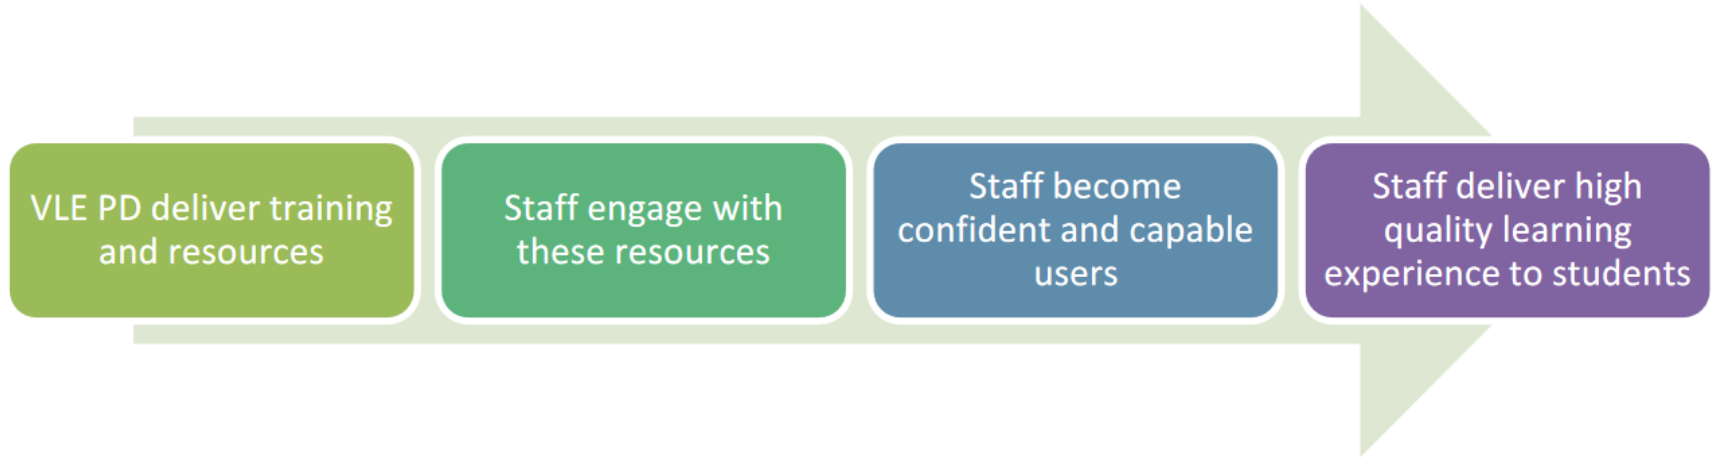 VLE PD deliver training
and resources
Staff engage with
these resources
Staff become
confident and capable
users
Staff deliver high
quality learning
experience to students